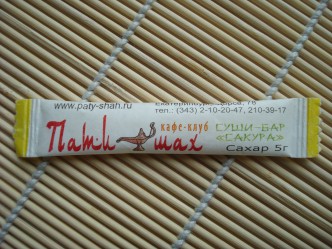 www.paty-shah.ru
тел.: (343) 2-10-20-47, 210-39-17
Пати шах
кафе-клуб
СУШИ-БАР
«САКУРА»
Сахар 5г